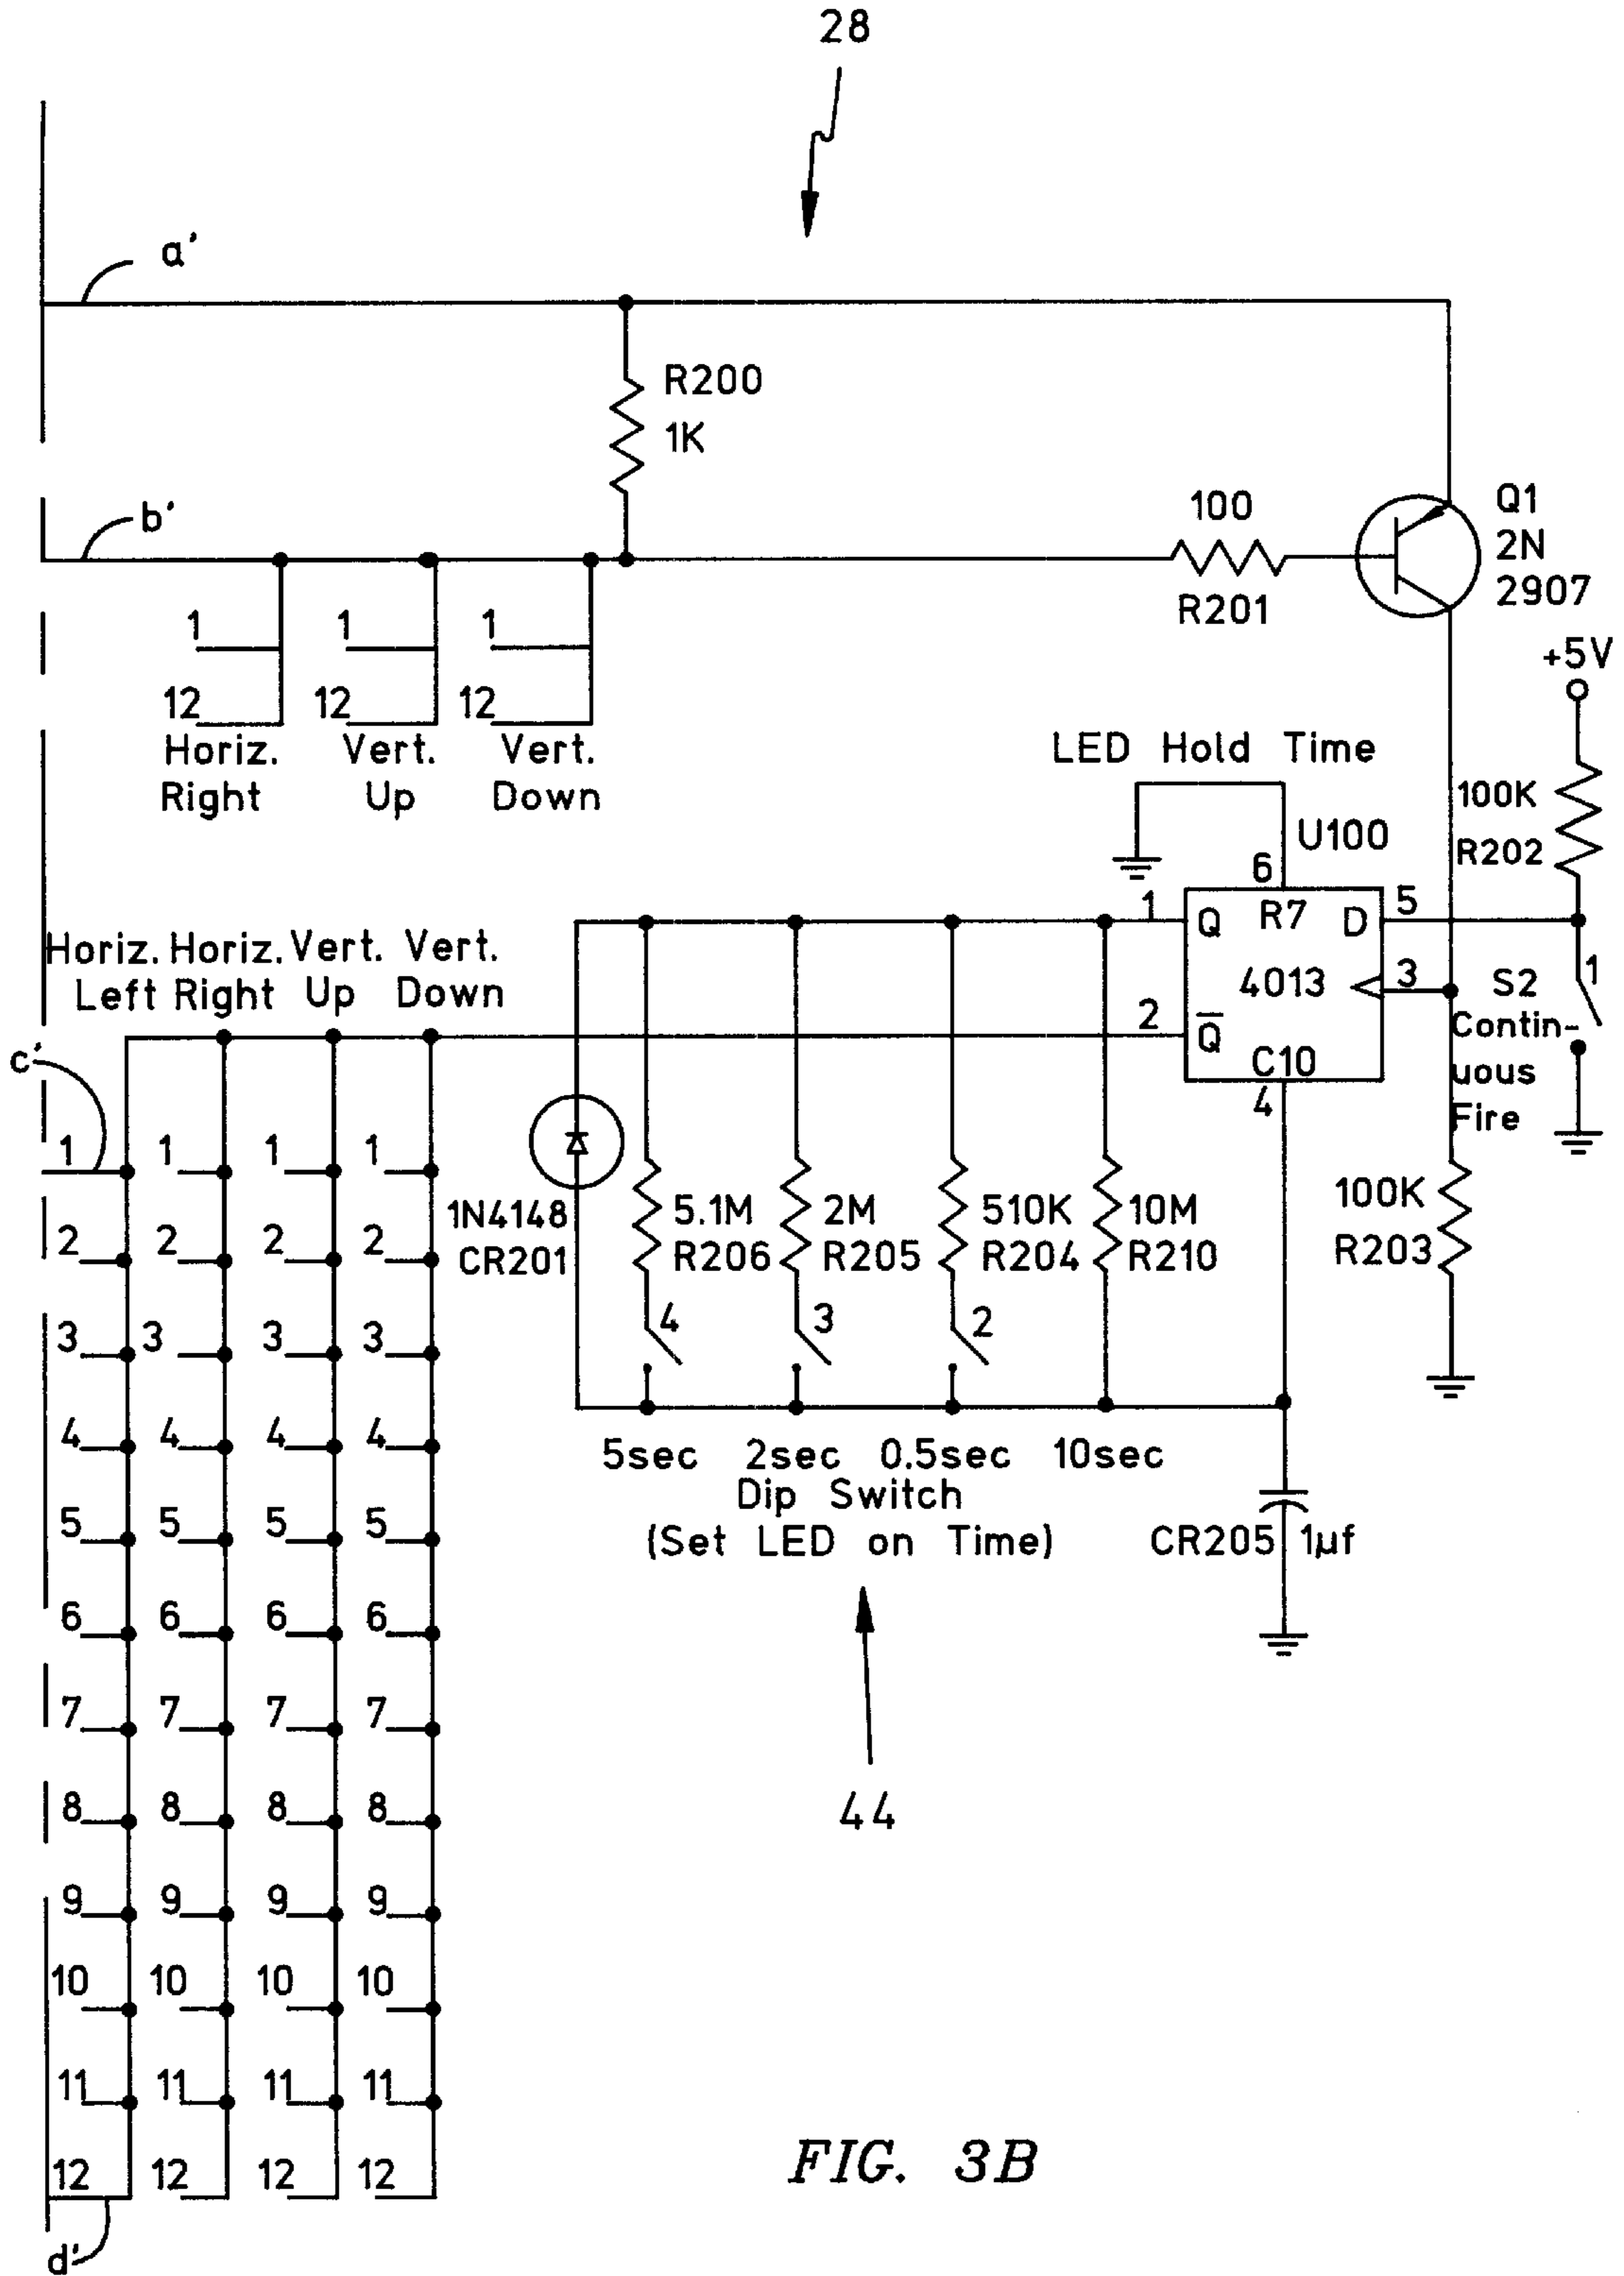 28
a'
R200
1K
b'
100
R201
Q1
2N
2907
+5V
1
12
Horiz.
Right
1
12
Vert.
Up
1
12
Vert.
Down
LED Hold Time
100K
R202
U100
6
R7
1
Q
D
5
4013
3
2
Q̅
C10
4
S2
1
Contin-
uous
Fire
Horiz. Horiz. Vert. Vert.
Left Right Up Down
c'
1 1 1 1
2 2 2 2
3 3 3 3
4 4 4 4
5 5 5 5
6 6 6 6
7 7 7 7
8 8 8 8
9 9 9 9
10 10 10 10
11 11 11 11
12 12 12 12
d'
1N4148
CR201
5.1M
R206
2M
R205
510K
R204
10M
R210
100K
R203
4
3
2
5sec 2sec 0.5sec 10sec
Dip Switch
(Set LED on Time)
CR205 1µf
44
FIG. 3B